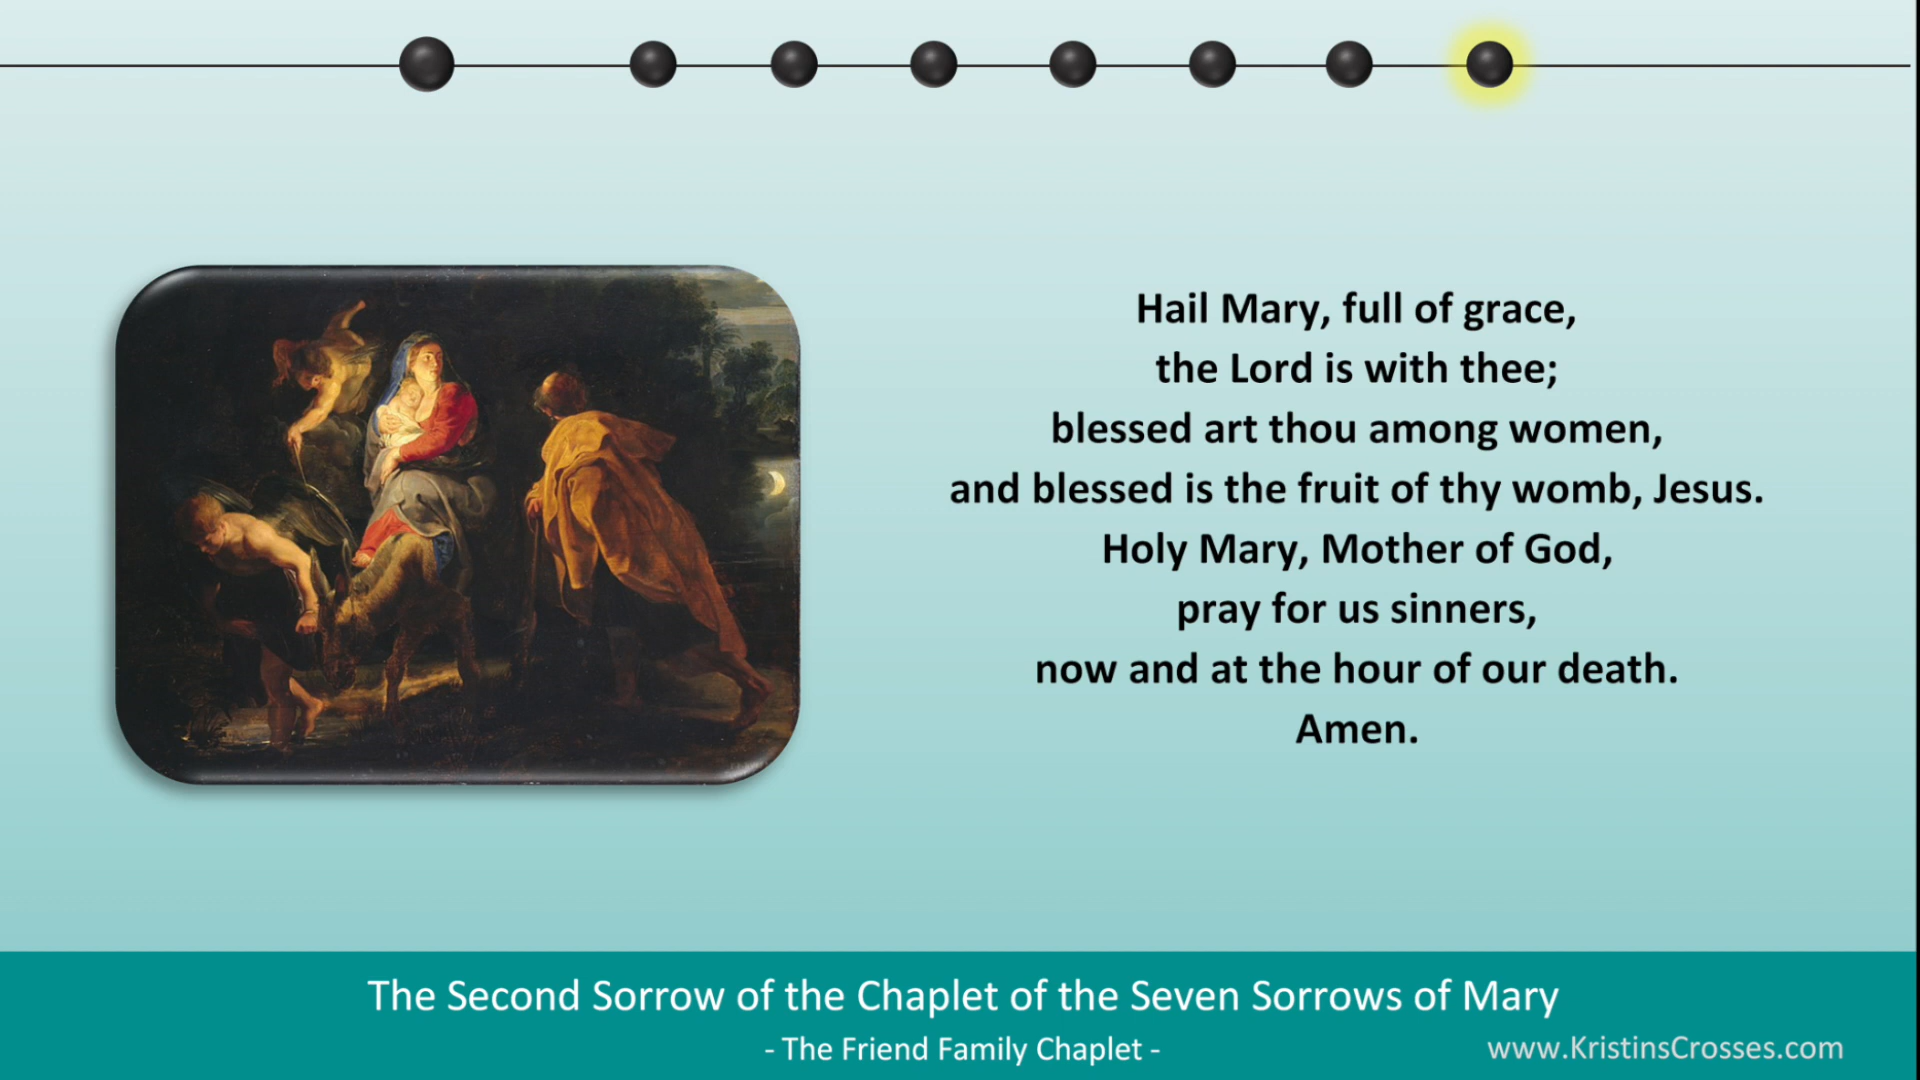 Hail Mary, full of grace,
the Lord is with thee;
blessed art thou among women,
and blessed is the fruit of thy womb, Jesus.
Holy Mary, Mother of God,
pray for us sinners,
now and at the hour of our death.
Amen.
The Second Sorrow of the Chaplet of the Seven Sorrows of Mary
- The Friend Family Chaplet -
www.KristinsCrosses.com